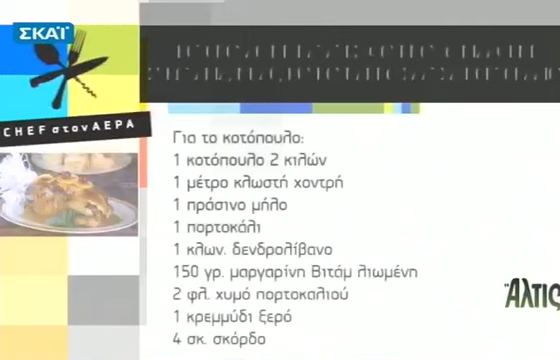 ΣΚΑΪ
CHEF στον ΑΕΡΑ
Για το κοτόπουλο:
1 κοτόπουλο 2 κιλών
1 μέτρο κλωστή χοντρή
1 πράσινο μήλο
1 πορτοκάλι
1 κλων. δενδρολίβανο
150 γρ. μαργαρίνη Βιτάμ λιωμένη
2 φλ. χυμό πορτοκαλιού
1 κρεμμύδι ξερό
4 σκ. σκόρδο
Άλτις